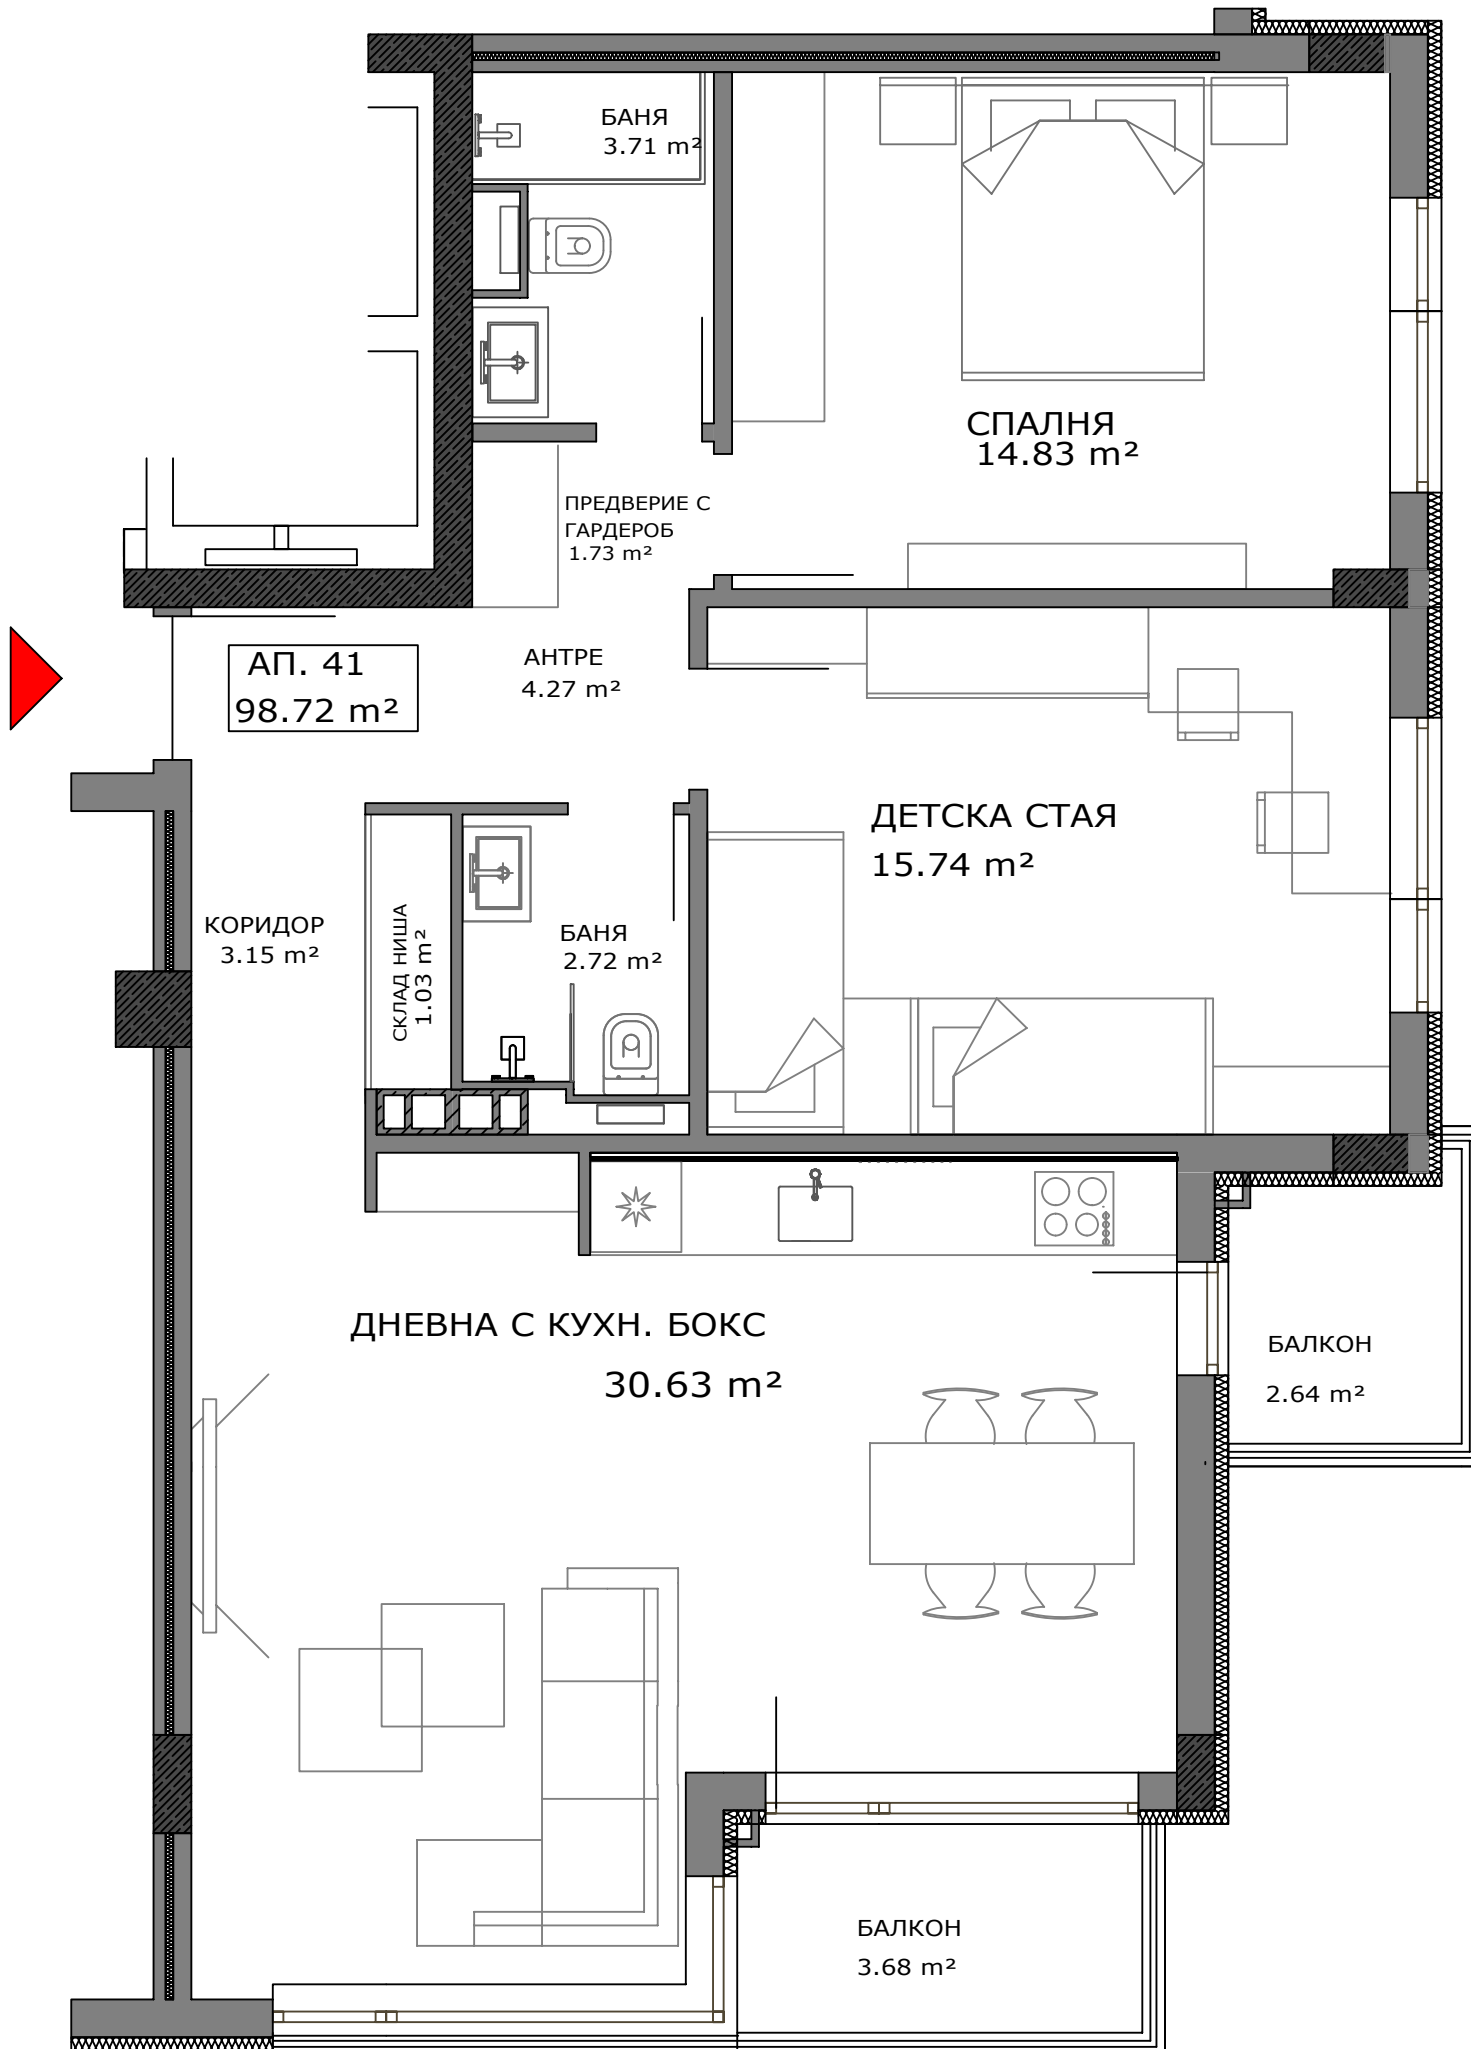 БАНЯ
3.71 m²
СПАЛНЯ
14.83 m²
ПРЕДВЕРИЕ С
ГАРДЕРОБ
1.73 m²
АП. 41
98.72 m²
АНТРЕ
4.27 m²
ДЕТСКА СТАЯ
15.74 m²
КОРИДОР
3.15 m²
СКЛАД НИША
1.03 m²
БАНЯ
2.72 m²
ДНЕВНА С КУХН. БОКС
30.63 m²
БАЛКОН
2.64 m²
БАЛКОН
3.68 m²